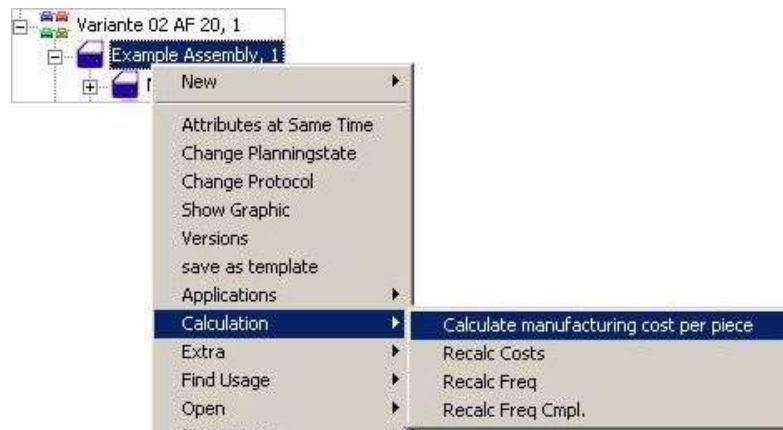 Variante 02 AF 20, 1
Example Assembly, 1
New
Attributes at Same Time
Change Planningstate
Change Protocol
Show Graphic
Versions
save as template
Applications
Calculation
Calculate manufacturing cost per piece
Extra
Recalc Costs
Find Usage
Recalc Freq
Open
Recalc Freq Cmpl.